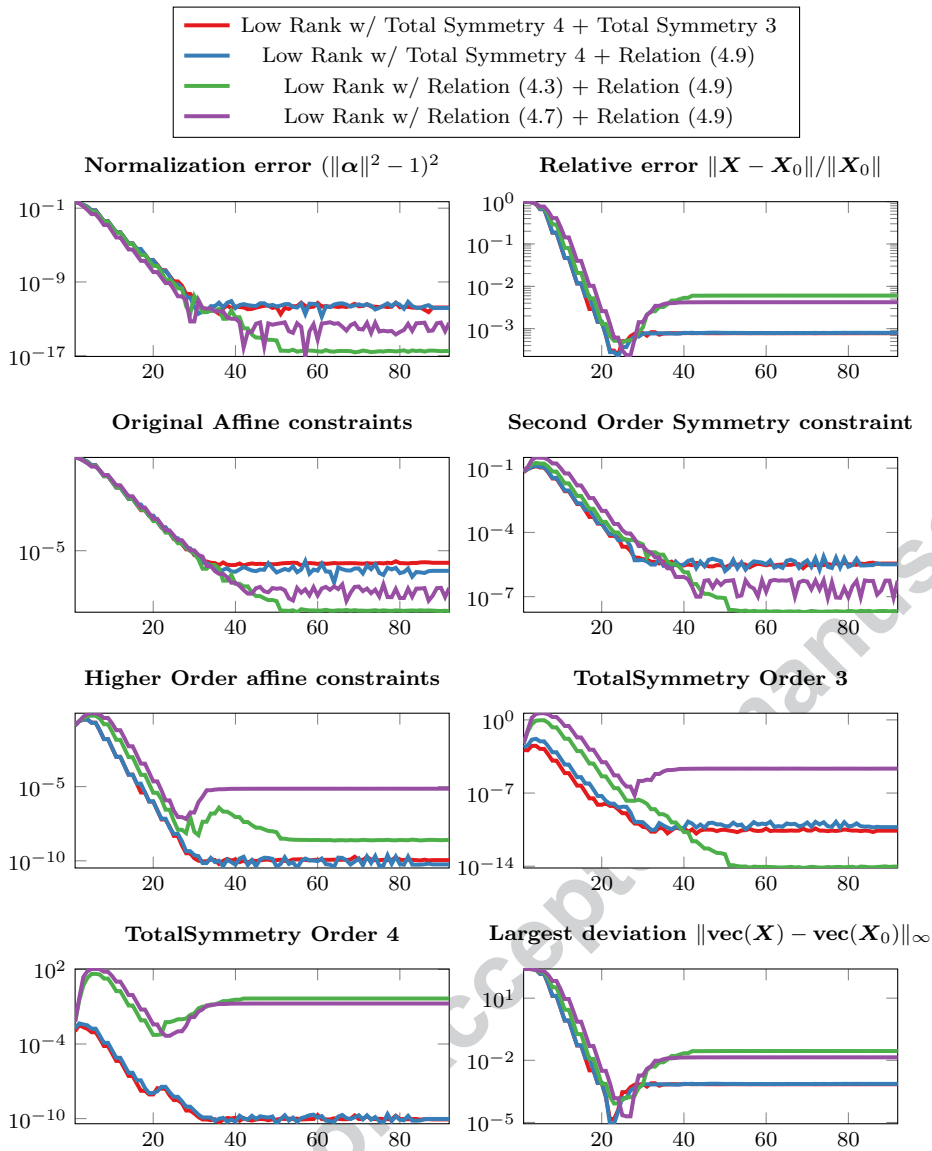 Low Rank w/ Total Symmetry 4 + Total Symmetry 3
Low Rank w/ Total Symmetry 4 + Relation (4.9)
Low Rank w/ Relation (4.3) + Relation (4.9)
Low Rank w/ Relation (4.7) + Relation (4.9)
Normalization error (‖α‖² − 1)²
10⁻¹
10⁻⁹
10⁻¹⁷
20 40 60 80
Relative error ‖X − X₀‖/‖X₀‖
10⁰
10⁻¹
10⁻²
10⁻³
20 40 60 80
Original Affine constraints
10⁻⁵
20 40 60 80
Second Order Symmetry constraint
10⁻¹
10⁻⁴
10⁻⁷
20 40 60 80
Higher Order affine constraints
10⁻⁵
10⁻¹⁰
20 40 60 80
TotalSymmetry Order 3
10⁰
10⁻⁷
10⁻¹⁴
20 40 60 80
TotalSymmetry Order 4
10²
10⁻⁴
10⁻¹⁰
20 40 60 80
Largest deviation ‖vec(X) − vec(X₀)‖∞
10¹
10⁻²
10⁻⁵
20 40 60 80